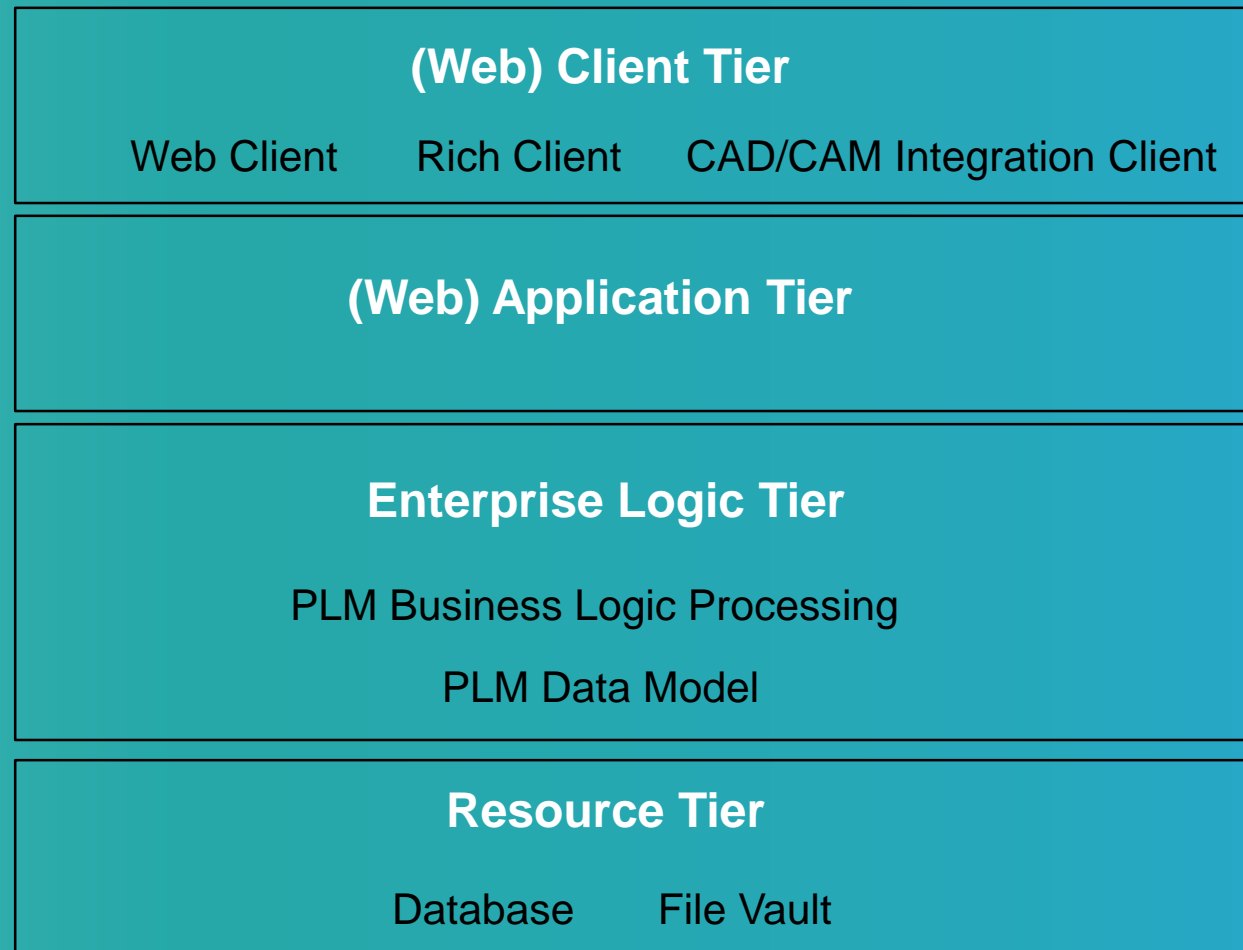 (Web) Client Tier
Web Client Rich Client CAD/CAM Integration Client
(Web) Application Tier
Enterprise Logic Tier
PLM Business Logic Processing
PLM Data Model
Resource Tier
Database File Vault